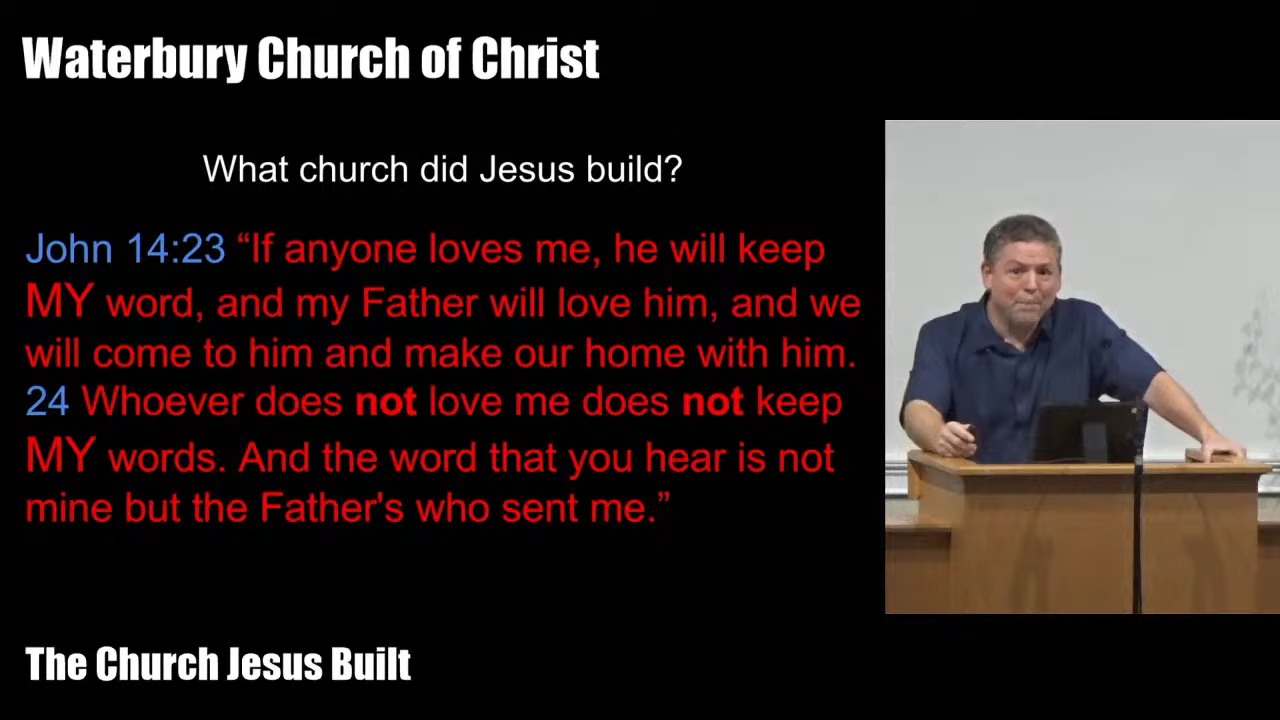 Waterbury Church of Christ
What church did Jesus build?
John 14:23 “If anyone loves me, he will keep
MY word, and my Father will love him, and we
will come to him and make our home with him.
24 Whoever does not love me does not keep
MY words. And the word that you hear is not
mine but the Father's who sent me.”
The Church Jesus Built